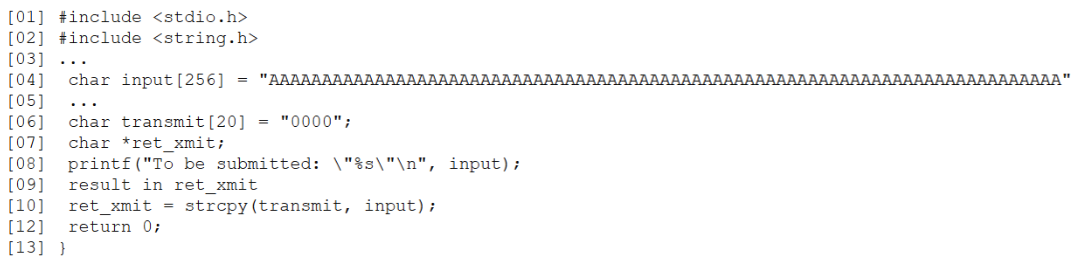 [01] #include <stdio.h>
[02] #include <string.h>
[03] ...
[04]  char input[256] = "AAAAAAAAAAAAAAAAAAAAAAAAAAAAAAAAAAAAAAAAAAAAAAAAAAAAAAAAAAAAAAAAAAAAAAAAAAAA"
[05]  ...
[06]  char transmit[20] = "0000";
[07]  char *ret_xmit;
[08]  printf("To be submitted: \"%s\"\n", input);
[09]  result in ret_xmit
[10]  ret_xmit = strcpy(transmit, input);
[12]  return 0;
[13] }